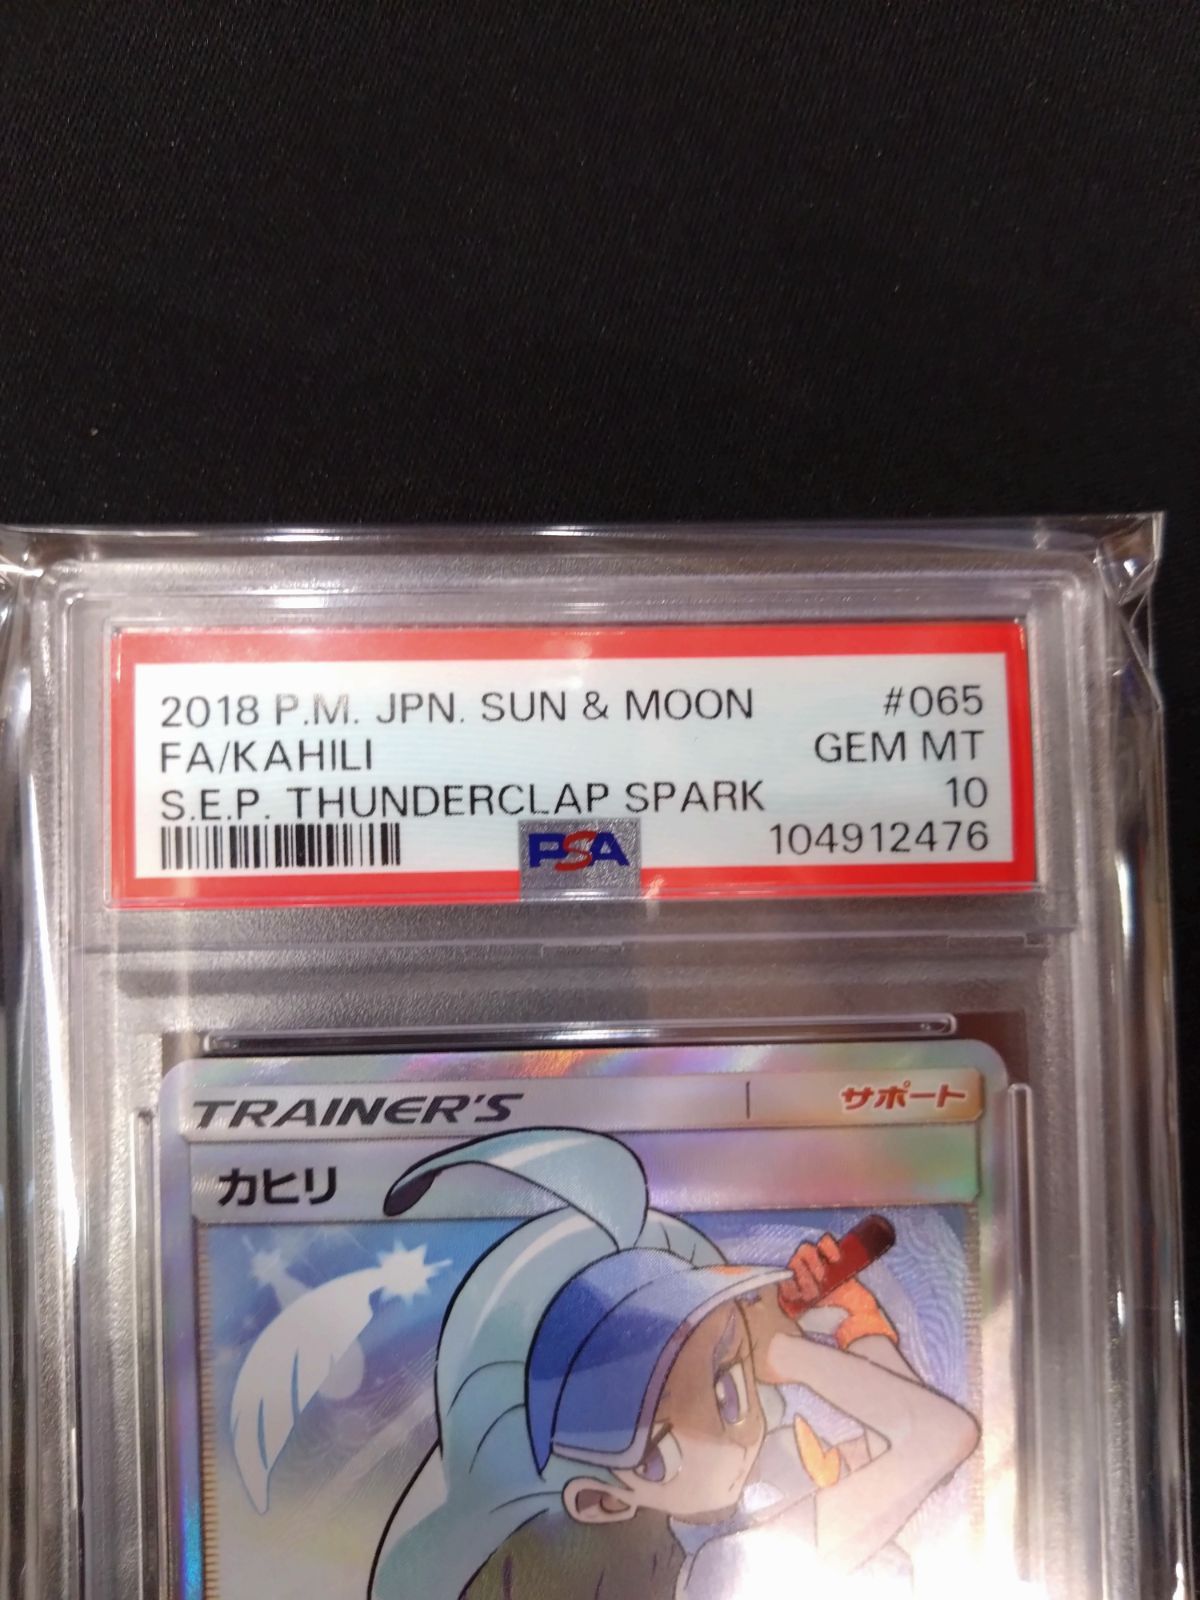 2018 P.M. JPN. SUN & MOON #065
FA/KAHILI GEM MT
S.E.P. THUNDERCLAP SPARK 10
PSA 104912476
TRAINER'S サポート
カヒリ